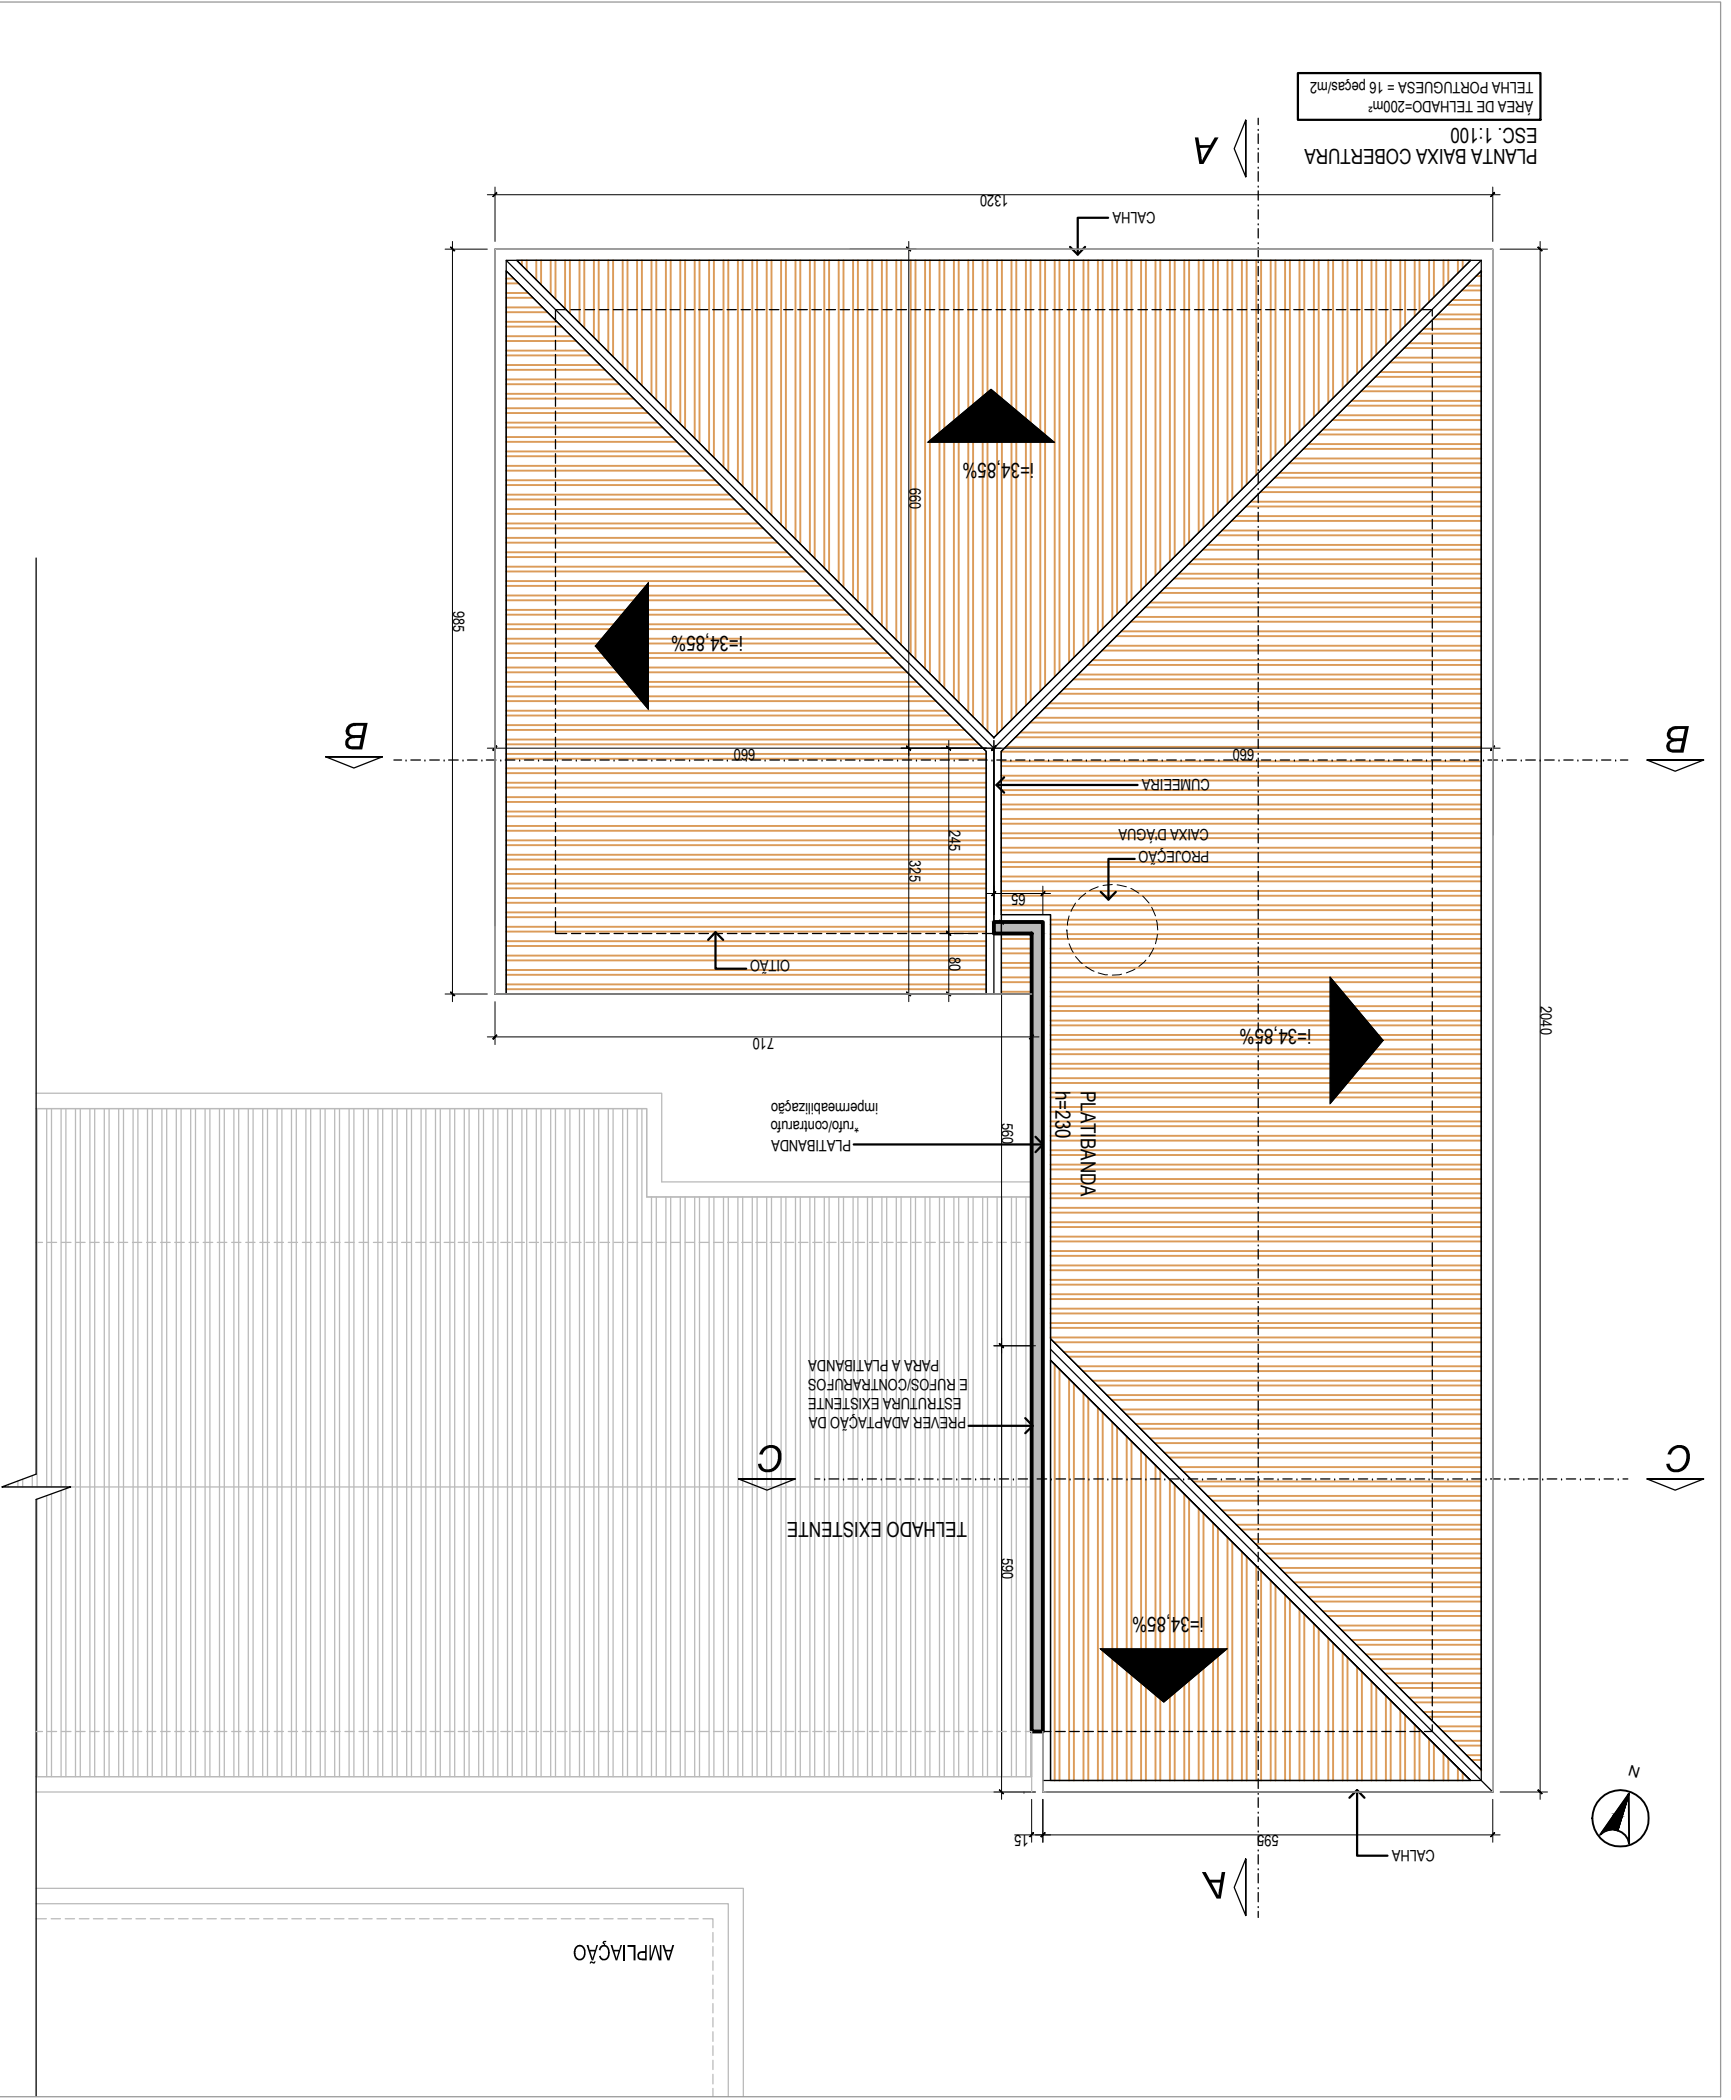 N
AMPLIAÇÃO
CALHA
A
595
15
i=34,85%
590
TELHADO EXISTENTE
C
C
PREVER ADAPTAÇÃO DA
ESTRUTURA EXISTENTE
E RUFOS/CONTRARUFOS
PARA A PLATIBANDA
PLATIBANDA
h=230
PLATIBANDA
*rufo/contrarufo
impermeabilização
560
2040
i=34,85%
710
OITÃO
80
65
325
245
PROJEÇÃO
CAIXA D'ÁGUA
CUMEEIRA
B
660
660
B
i=34,85%
985
660
i=34,85%
CALHA
1320
A
PLANTA BAIXA COBERTURA
ESC. 1:100
ÁREA DE TELHADO=200m²
TELHA PORTUGUESA = 16 peças/m2